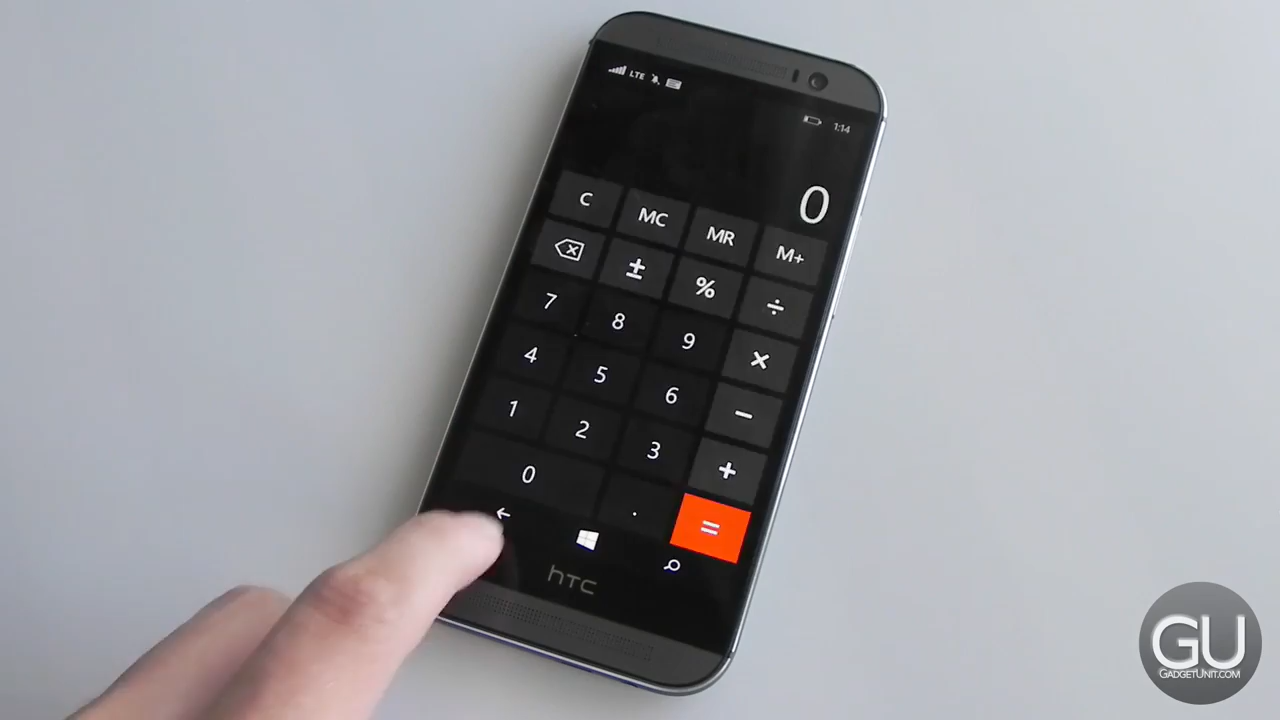 LTE
1:14
0
C MC MR M+
± % ÷
7 8 9 ×
4 5 6 −
1 2 3 +
0 . =
hTC
GU
GADGETUNIT.COM